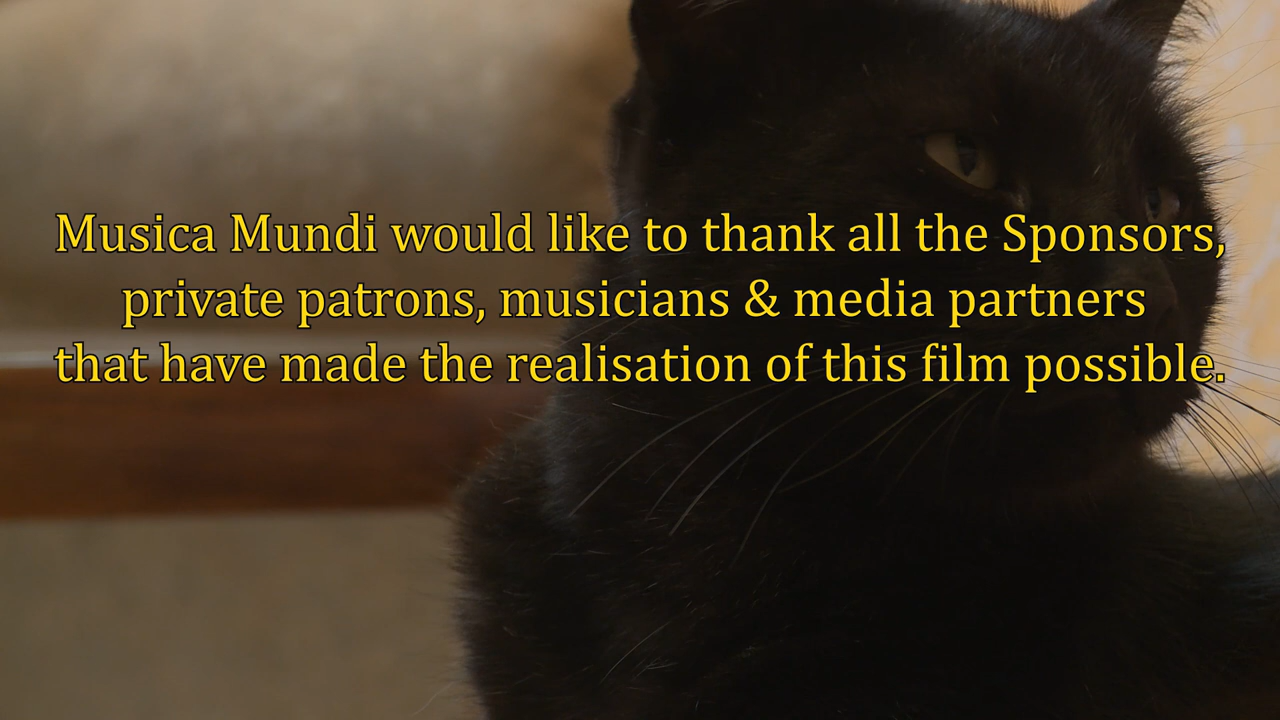 Musica Mundi would like to thank all the Sponsors,
private patrons, musicians & media partners
that have made the realisation of this film possible.